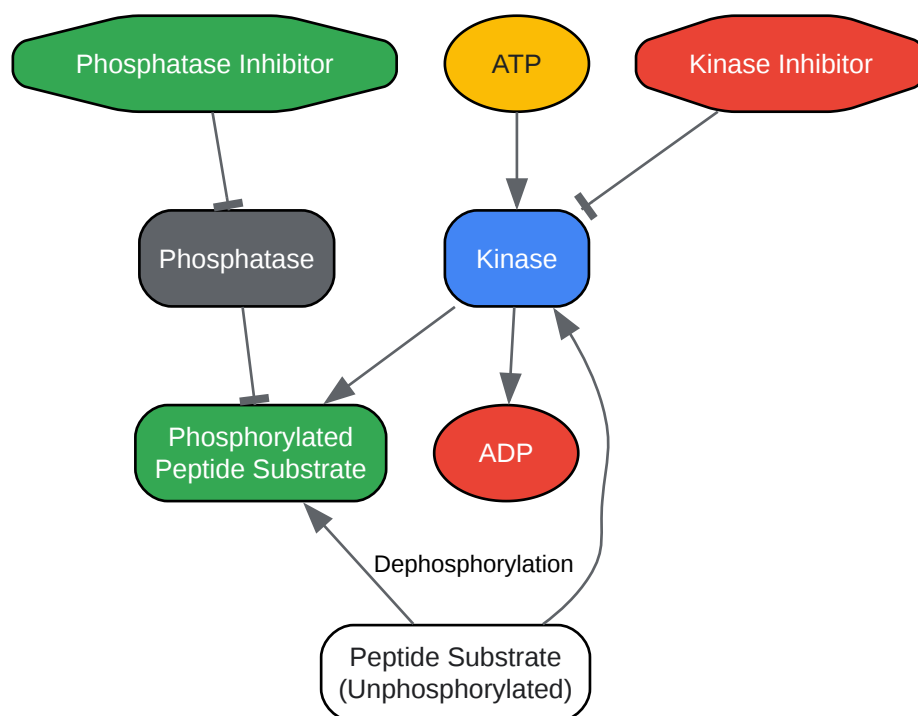 Phosphatase Inhibitor
ATP
Kinase Inhibitor
Phosphatase
Kinase
Phosphorylated
Peptide Substrate
ADP
Dephosphorylation
Peptide Substrate
(Unphosphorylated)